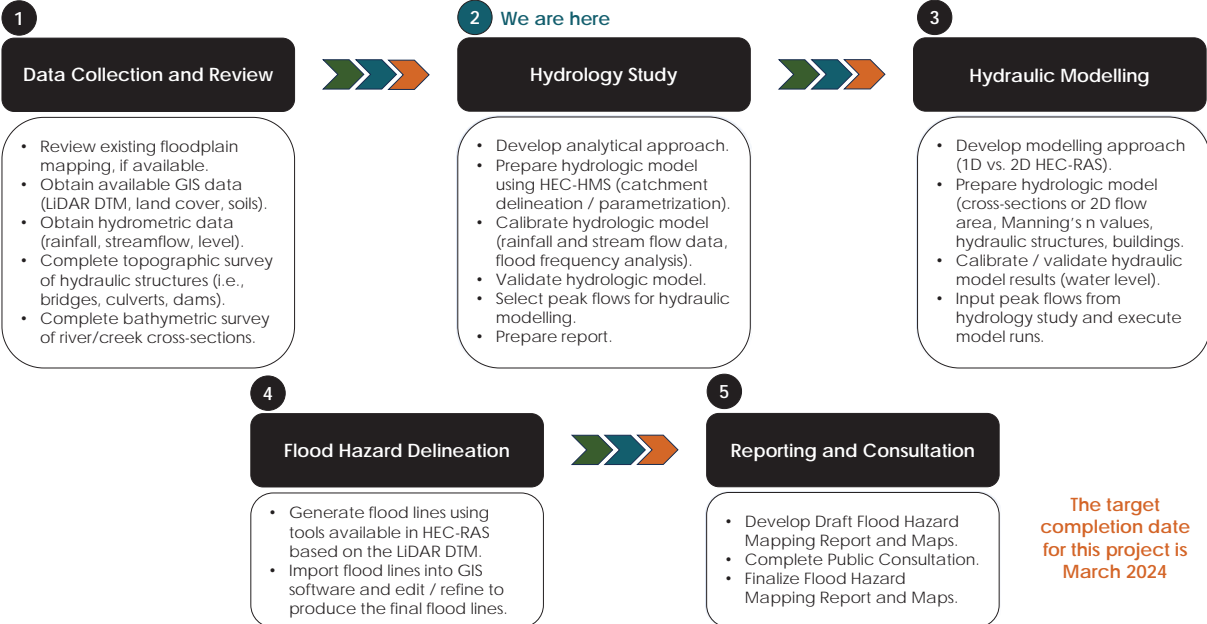 1
Data Collection and Review
• Review existing floodplain
mapping, if available.
• Obtain available GIS data
(LiDAR DTM, land cover, soils).
• Obtain hydrometric data
(rainfall, streamflow, level).
• Complete topographic survey
of hydraulic structures (i.e.,
bridges, culverts, dams).
• Complete bathymetric survey
of river/creek cross-sections.
2 We are here
Hydrology Study
• Develop analytical approach.
• Prepare hydrologic model
using HEC-HMS (catchment
delineation / parametrization).
• Calibrate hydrologic model
(rainfall and stream flow data,
flood frequency analysis).
• Validate hydrologic model.
• Select peak flows for hydraulic
modelling.
• Prepare report.
3
Hydraulic Modelling
• Develop modelling approach
(1D vs. 2D HEC-RAS).
• Prepare hydrologic model
(cross-sections or 2D flow
area, Manning's n values,
hydraulic structures, buildings.
• Calibrate / validate hydraulic
model results (water level).
• Input peak flows from
hydrology study and execute
model runs.
4
Flood Hazard Delineation
• Generate flood lines using
tools available in HEC-RAS
based on the LiDAR DTM.
• Import flood lines into GIS
software and edit / refine to
produce the final flood lines.
5
Reporting and Consultation
• Develop Draft Flood Hazard
Mapping Report and Maps.
• Complete Public Consultation.
• Finalize Flood Hazard
Mapping Report and Maps.
The target
completion date
for this project is
March 2024